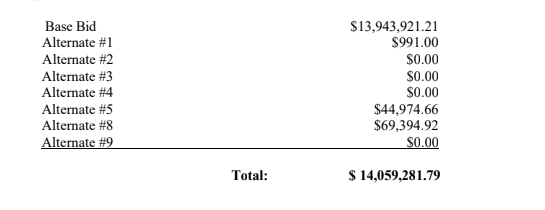 Base Bid $13,943,921.21
Alternate #1 $991.00
Alternate #2 $0.00
Alternate #3 $0.00
Alternate #4 $0.00
Alternate #5 $44,974.66
Alternate #8 $69,394.92
Alternate #9 $0.00
Total: $ 14,059,281.79